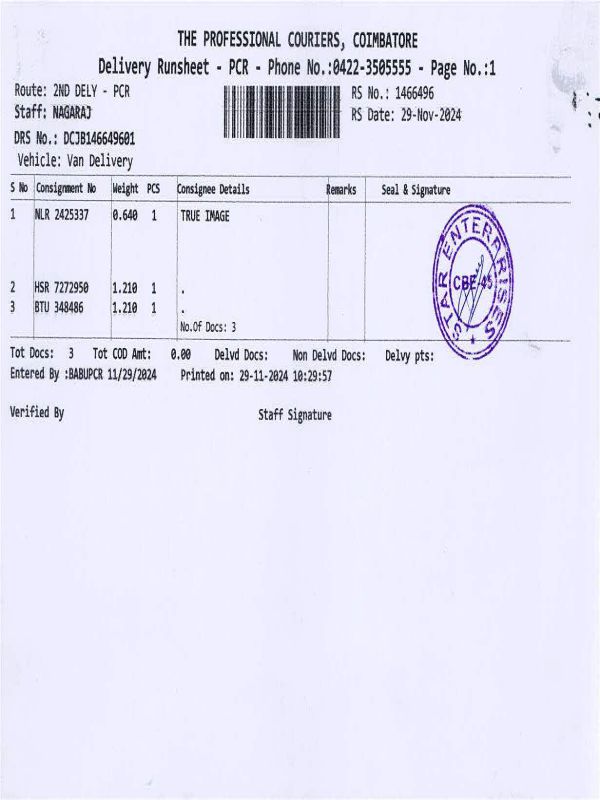 THE PROFESSIONAL COURIERS, COIMBATORE
Delivery Runsheet - PCR - Phone No.:0422-3505555 - Page No.:1
Route: 2ND DELY - PCR
RS No.: 1466496
Staff: NAGARAJ
RS Date: 29-Nov-2024
DRS No.: DCJB146649601
Vehicle: Van Delivery
S No Consignment No Weight PCS Consignee Details Remarks Seal & Signature
1 NLR 2425337 0.640 1 TRUE IMAGE
2 HSR 7272950 1.210 1 .
3 BTU 348486 1.210 1 .
No.Of Docs: 3
STAR ENTERARISES
CBE-45
Tot Docs: 3 Tot COD Amt: 0.00 Delvd Docs: Non Delvd Docs: Delvy pts:
Entered By :BABUPCR 11/29/2024 Printed on: 29-11-2024 10:29:57
Verified By Staff Signature